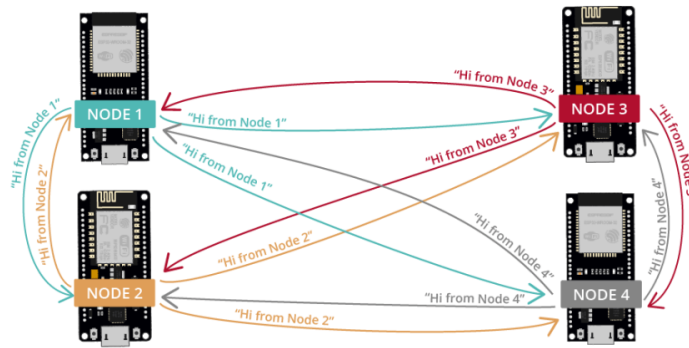 "Hi from Node 3"
NODE 1
NODE 3
"Hi from Node 1"
"Hi from Node 1"
"Hi from Node 3"
"Hi from Node 1"
"Hi from Node 2"
"Hi from Node 4"
"Hi from Node 2"
"Hi from Node 4"
NODE 2
"Hi from Node 4"
NODE 4
"Hi from Node 2"